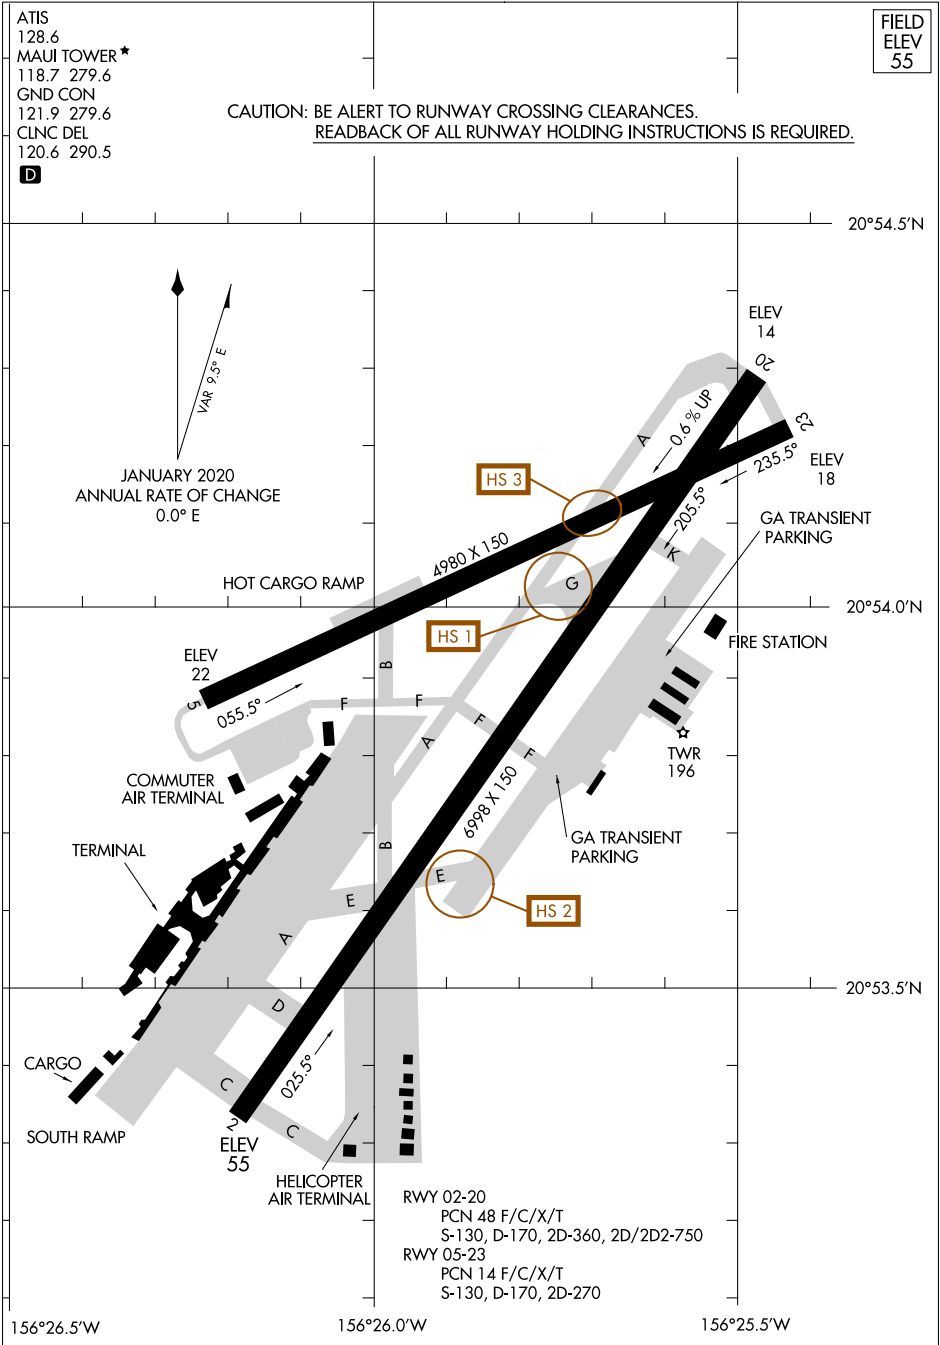 ATIS
128.6
MAUI TOWER★
118.7 279.6
GND CON
121.9 279.6
CLNC DEL
120.6 290.5
D
FIELD
ELEV
55
CAUTION: BE ALERT TO RUNWAY CROSSING CLEARANCES.
READBACK OF ALL RUNWAY HOLDING INSTRUCTIONS IS REQUIRED.
20°54.5'N
VAR 9.5° E
JANUARY 2020
ANNUAL RATE OF CHANGE
0.0° E
ELEV
14
20
A
0.6% UP
23
235.5°
ELEV
18
HS 3
205.5°
GA TRANSIENT
PARKING
4980 X 150
K
HOT CARGO RAMP
G
20°54.0'N
HS 1
FIRE STATION
ELEV
22
B
5
055.5°
F
F
F
A
F
TWR
196
COMMUTER
AIR TERMINAL
6998 X 150
GA TRANSIENT
PARKING
TERMINAL
B
E
E
HS 2
A
20°53.5'N
D
CARGO
C
025.5°
2
C
SOUTH RAMP
ELEV
55
HELICOPTER
AIR TERMINAL
RWY 02-20
PCN 48 F/C/X/T
S-130, D-170, 2D-360, 2D/2D2-750
RWY 05-23
PCN 14 F/C/X/T
S-130, D-170, 2D-270
156°26.5'W
156°26.0'W
156°25.5'W